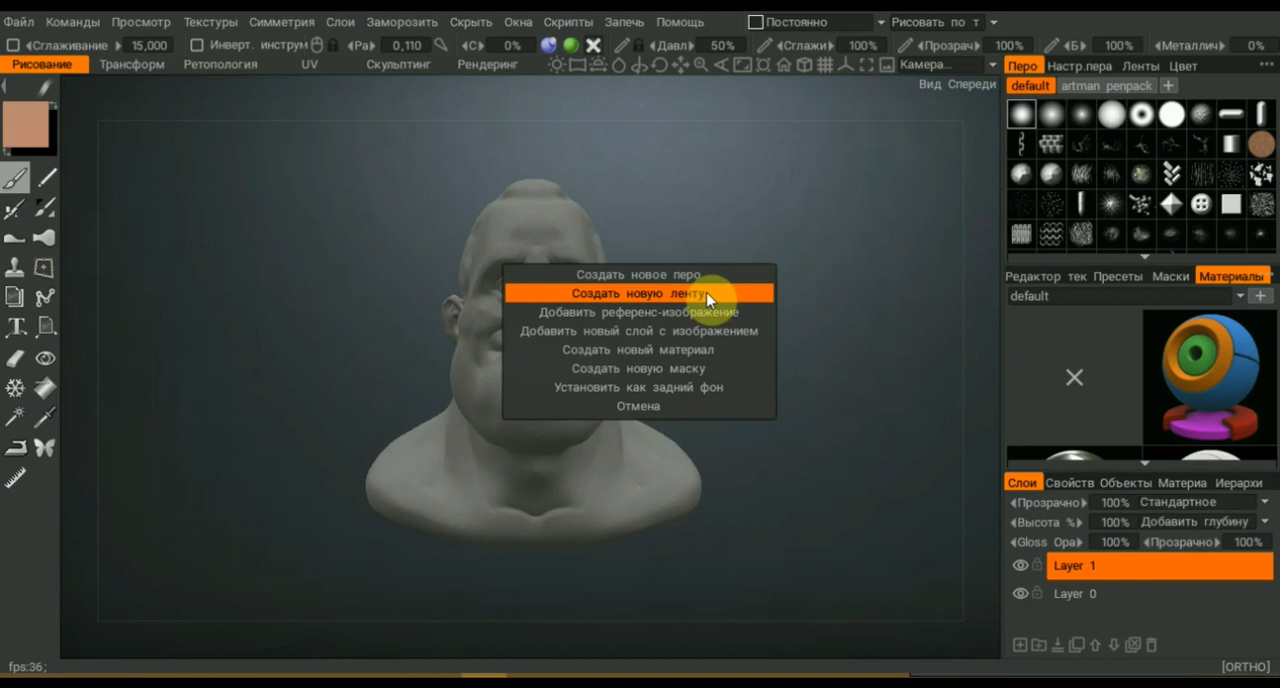 Файл Команды Просмотр Текстуры Симметрия Слои Заморозить Скрыть Окна Скрипты Запечь Помощь Постоянно Рисовать по т
Сглаживание 15,000 Инверт. инструм Ра 0,110 С 0% Давл 50% Сглажи 100% Прозрач 100% Б 100% Металлич 0%
Рисование Трансформ Ретопология UV Скульптинг Рендеринг Камера... Перо Настр.пера Ленты Цвет
Вид Спереди
default artman penpack
Создать новое перо
Создать новую ленту
Добавить референс-изображение
Добавить новый слой с изображением
Создать новый материал
Создать новую маску
Установить как задний фон
Отмена
Редактор тек Пресеты Маски Материалы
default
Слои Свойств Объекты Материа Иерархи
Прозрачно 100% Стандартное
Высота % 100% Добавить глубину
Gloss Opa 100% Прозрачно 100%
Layer 1
Layer 0
fps:36;
[ORTHO]